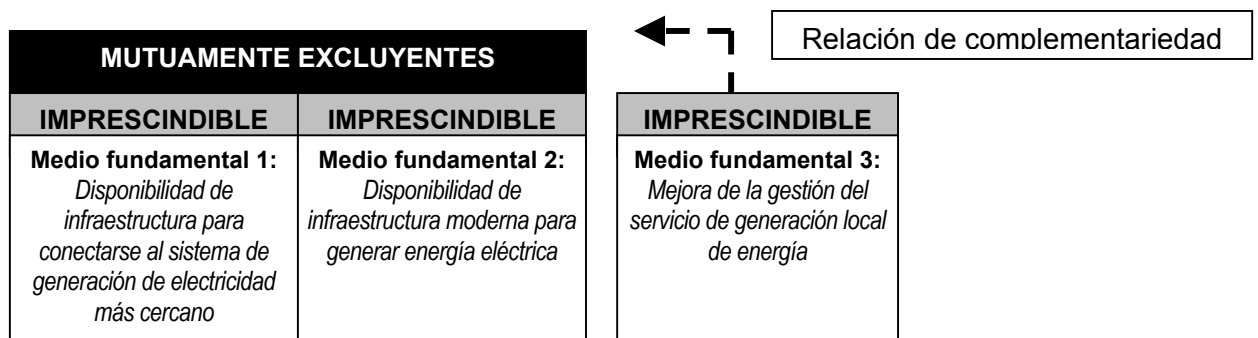 Relación de complementariedad
MUTUAMENTE EXCLUYENTES
IMPRESCINDIBLE
Medio fundamental 1:
Disponibilidad de
infraestructura para
conectarse al sistema de
generación de electricidad
más cercano
IMPRESCINDIBLE
Medio fundamental 2:
Disponibilidad de
infraestructura moderna para
generar energía eléctrica
IMPRESCINDIBLE
Medio fundamental 3:
Mejora de la gestión del
servicio de generación local
de energía